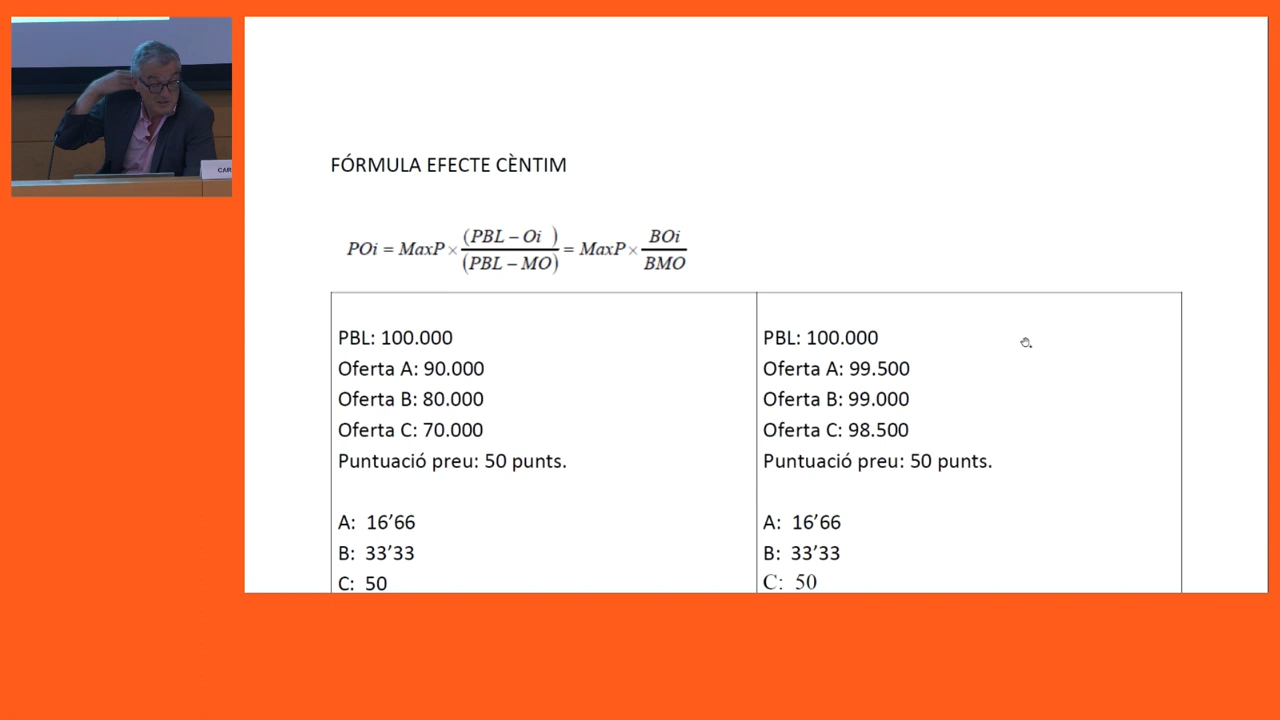 CAR
FÓRMULA EFECTE CÈNTIM
POi = MaxP × (PBL – Oi ) / (PBL – MO) = MaxP × BOi / BMO
PBL: 100.000
Oferta A: 90.000
Oferta B: 80.000
Oferta C: 70.000
Puntuació preu: 50 punts.
A: 16’66
B: 33’33
C: 50
PBL: 100.000
Oferta A: 99.500
Oferta B: 99.000
Oferta C: 98.500
Puntuació preu: 50 punts.
A: 16’66
B: 33’33
C: 50